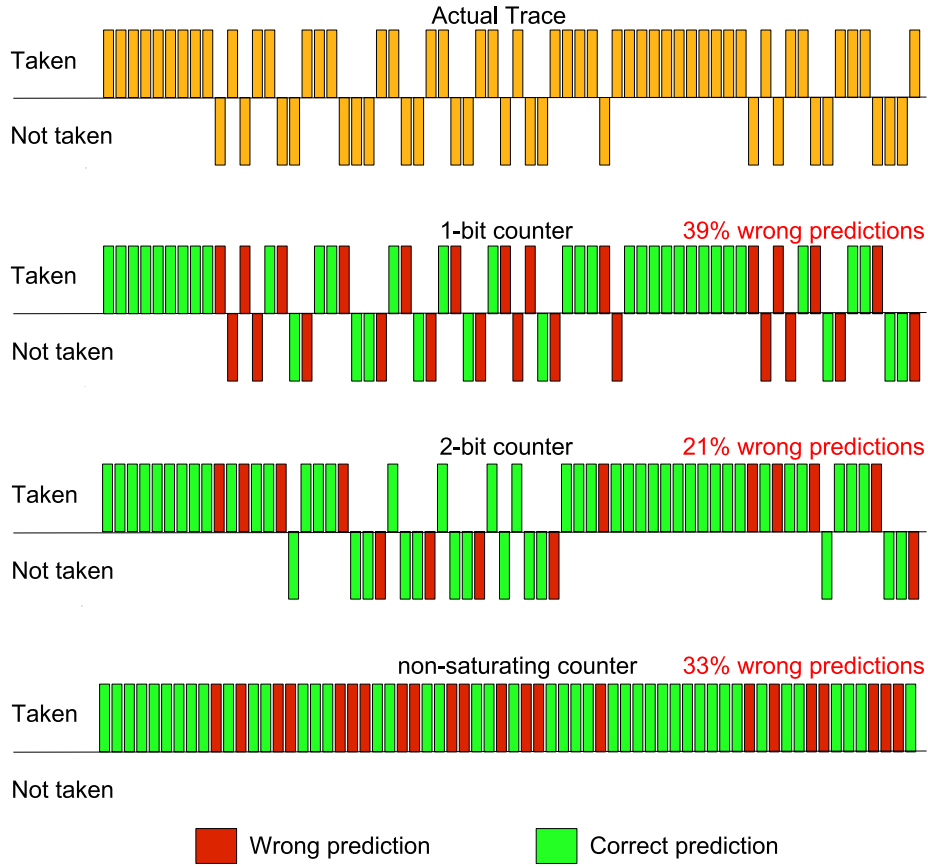 Actual Trace
Taken
Not taken
1-bit counter 39% wrong predictions
Taken
Not taken
2-bit counter 21% wrong predictions
Taken
Not taken
non-saturating counter 33% wrong predictions
Taken
Not taken
Wrong prediction Correct prediction